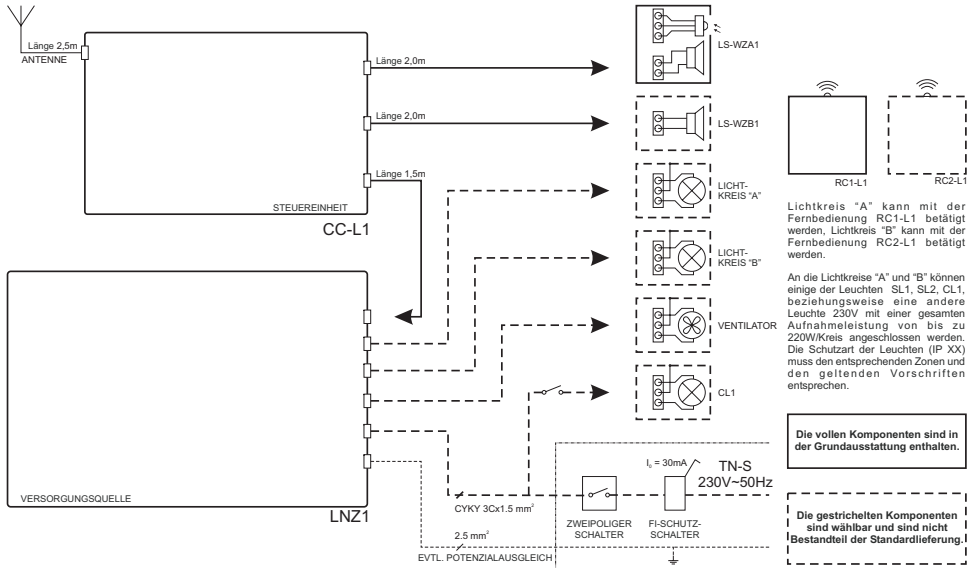 Länge 2,5m
ANTENNE
Länge 2,0m
Länge 2,0m
Länge 1,5m
STEUEREINHEIT
CC-L1
VERSORGUNGSQUELLE
LNZ1
LS-WZA1
LS-WZB1
LICHT-
KREIS “A”
LICHT-
KREIS “B”
VENTILATOR
CL1
CYKY 3Cx1.5 mm²
2.5 mm²
EVTL. POTENZIALAUSGLEICH
ZWEIPOLIGER
SCHALTER
FI-SCHUTZ-
SCHALTER
= 30mA
TN-S
230V~50Hz
RC1-L1
RC2-L1
Lichtkreis “A” kann mit der
Fernbedienung RC1-L1 betätigt
werden, Lichtkreis “B” kann mit der
Fernbedienung RC2-L1 betätigt
werden.
An die Lichtkreise “A” und “B” können
einige der Leuchten SL1, SL2, CL1,
beziehungsweise eine andere
Leuchte 230V mit einer gesamten
Aufnahmeleistung von bis zu
220W/Kreis angeschlossen werden.
Die Schutzart der Leuchten (IP XX)
muss den entsprechenden Zonen und
den geltenden Vorschriften
entsprechen.
Die vollen Komponenten sind in
der Grundausstattung enthalten.
Die gestrichelten Komponenten
sind wählbar und sind nicht
Bestandteil der Standardlieferung.